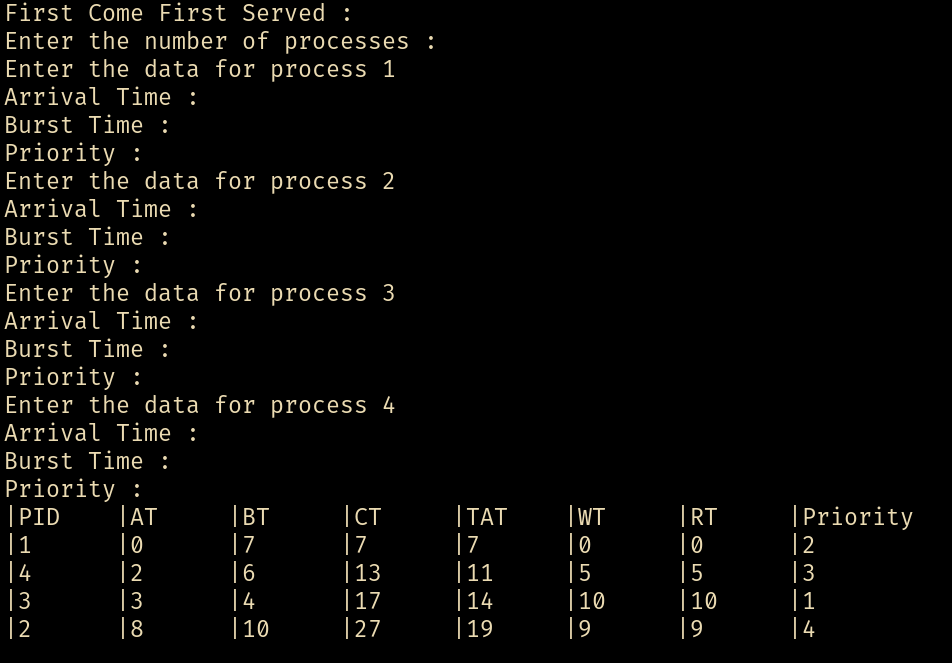 First Come First Served :
Enter the number of processes :
Enter the data for process 1
Arrival Time :
Burst Time :
Priority :
Enter the data for process 2
Arrival Time :
Burst Time :
Priority :
Enter the data for process 3
Arrival Time :
Burst Time :
Priority :
Enter the data for process 4
Arrival Time :
Burst Time :
Priority :
|PID    |AT     |BT     |CT     |TAT    |WT     |RT     |Priority
|1      |0      |7      |7      |7      |0      |0      |2
|4      |2      |6      |13     |11     |5      |5      |3
|3      |3      |4      |17     |14     |10     |10     |1
|2      |8      |10     |27     |19     |9      |9      |4